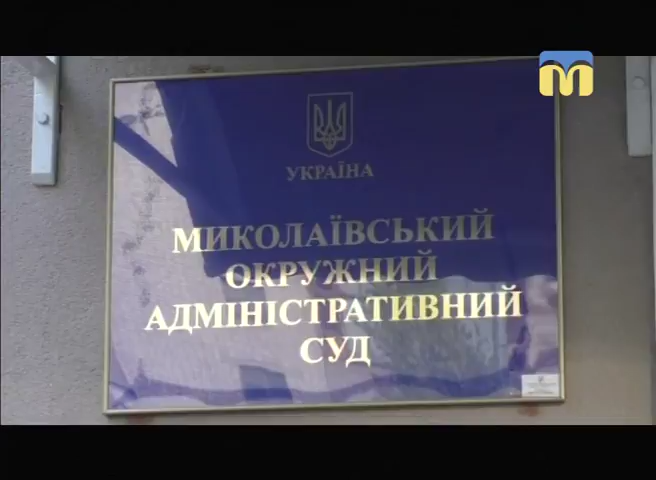 УКРАЇНА
МИКОЛАЇВСЬКИЙ
ОКРУЖНИЙ
АДМІНІСТРАТИВНИЙ
СУД
М